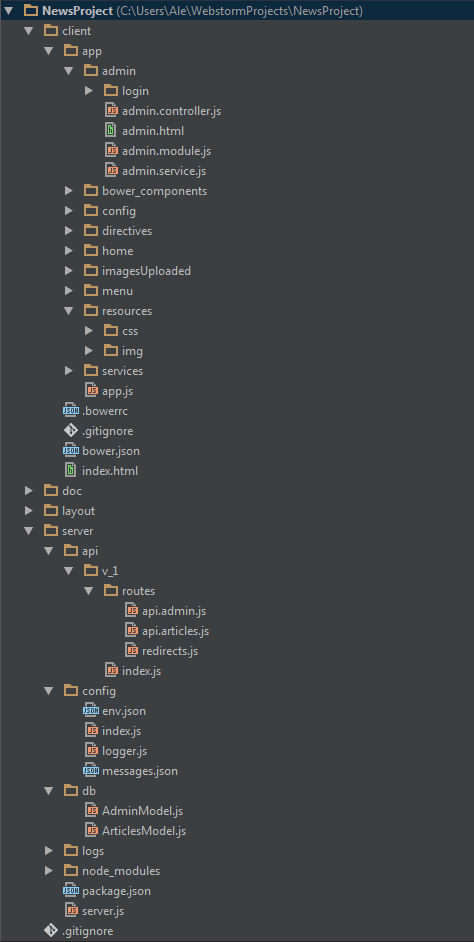 NewsProject (C:\Users\Ale\WebstormProjects\NewsProject)
client
app
admin
login
admin.controller.js
admin.html
admin.module.js
admin.service.js
bower_components
config
directives
home
imagesUploaded
menu
resources
css
img
services
app.js
.bowerrc
.gitignore
bower.json
index.html
doc
layout
server
api
v_1
routes
api.admin.js
api.articles.js
redirects.js
index.js
config
env.json
index.js
logger.js
messages.json
db
AdminModel.js
ArticlesModel.js
logs
node_modules
package.json
server.js
.gitignore